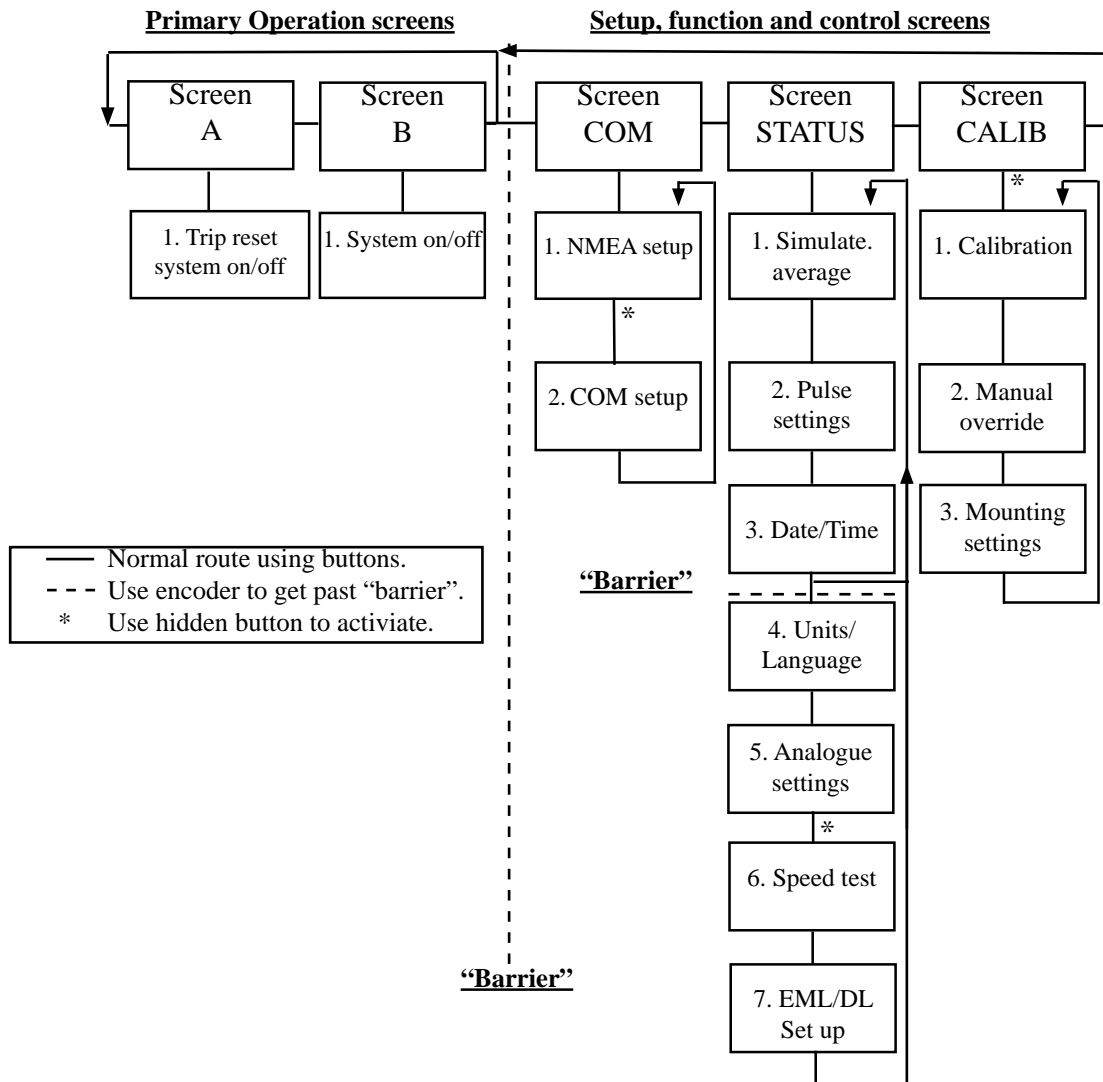 Primary Operation screens
Setup, function and control screens
Screen
A
Screen
B
Screen
COM
Screen
STATUS
Screen
CALIB
*
1. Trip reset
system on/off
1. System on/off
1. NMEA setup
1. Simulate.
average
1. Calibration
*
2. COM setup
2. Pulse
settings
2. Manual
override
3. Date/Time
3. Mounting
settings
Normal route using buttons.
Use encoder to get past “barrier”.
* Use hidden button to activiate.
“Barrier”
4. Units/
Language
5. Analogue
settings
*
6. Speed test
“Barrier”
7. EML/DL
Set up